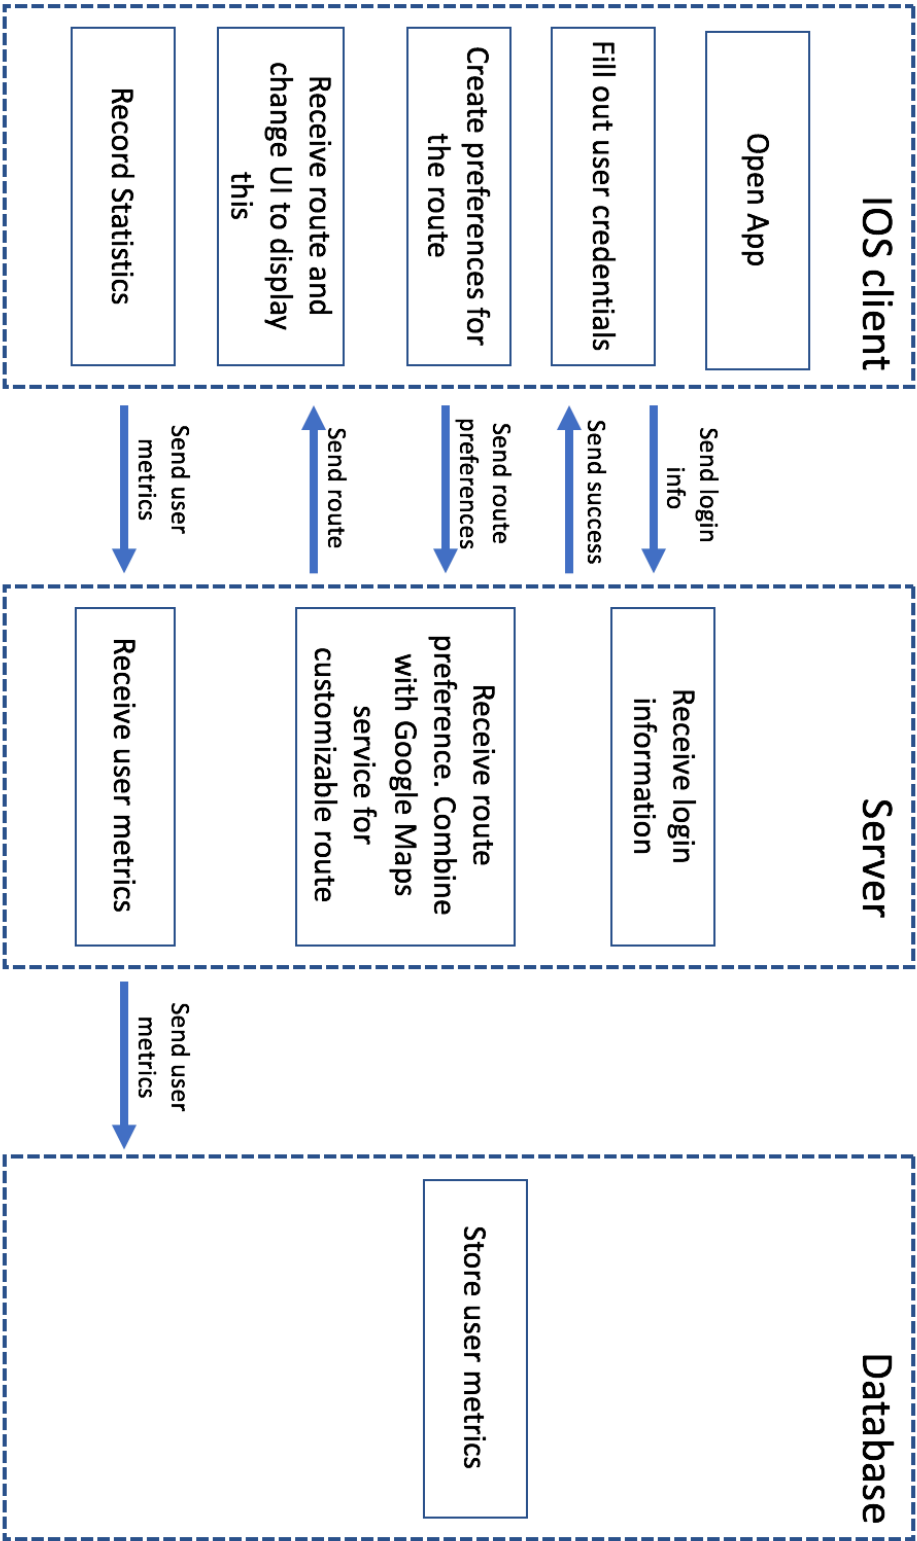 IOS client
Open App
Fill out user credentials
Create preferences for
the route
Receive route and
change UI to display
this
Record Statistics
Send login
info
Send success
Send route
preferences
Send route
Send user
metrics
Server
Receive login
information
Receive route
preference. Combine
with Google Maps
service for
customizable route
Receive user metrics
Send user
metrics
Database
Store user metrics